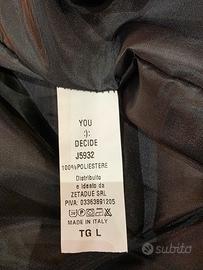 YOU
:):
DECIDE
J5932
100%POLIESTERE
Distribuito
e Ideato da
ZETADUE SRL
PIVA: 03363891205
MADE IN ITALY
TG L
subito